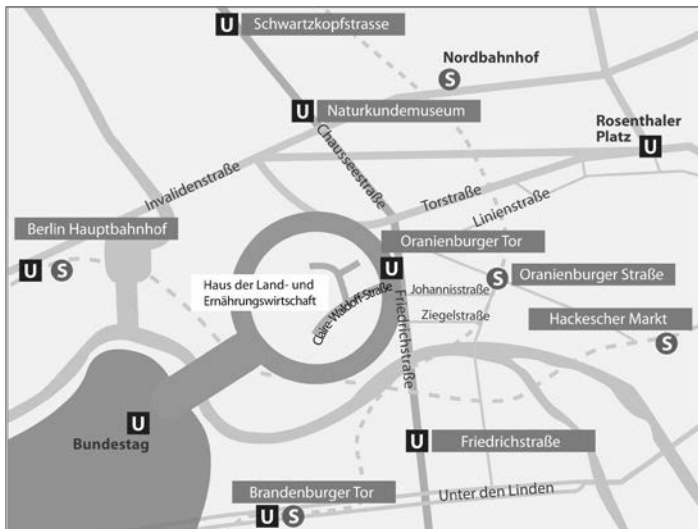 U Schwartzkopfstrasse
Nordbahnhof
S
U Naturkundemuseum
Rosenthaler
Platz U
Chausseestraße
Invalidenstraße
Torstraße
Linienstraße
Berlin Hauptbahnhof
U S
Oranienburger Tor
U
S Oranienburger Straße
Haus der Land- und
Ernährungswirtschaft
Claire-Waldoff-Straße
Johannisstraße
Ziegelstraße
Friedrichstraße
Hackescher Markt
S
U
Bundestag
U Friedrichstraße
Brandenburger Tor
U S
Unter den Linden